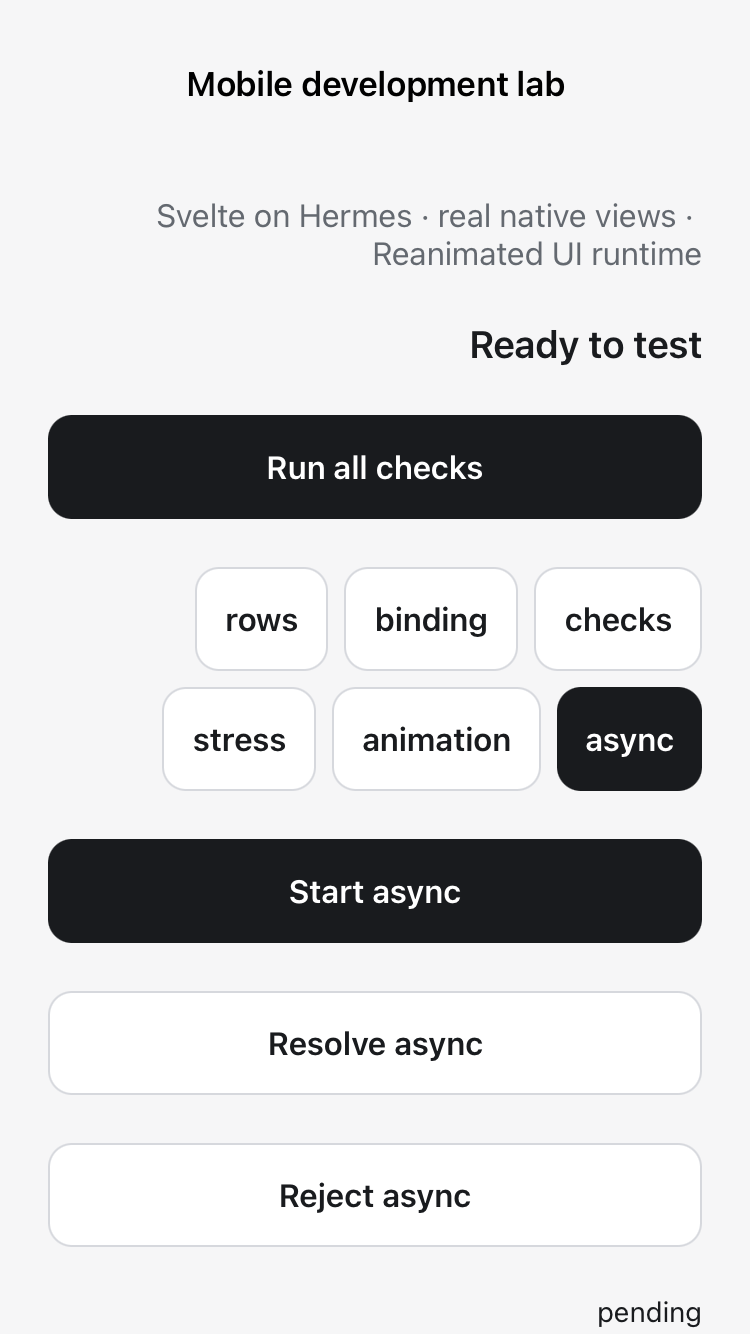 Mobile development lab
Svelte on Hermes · real native views ·
Reanimated UI runtime
Ready to test
Run all checks
rows binding checks
stress animation async
Start async
Resolve async
Reject async
pending